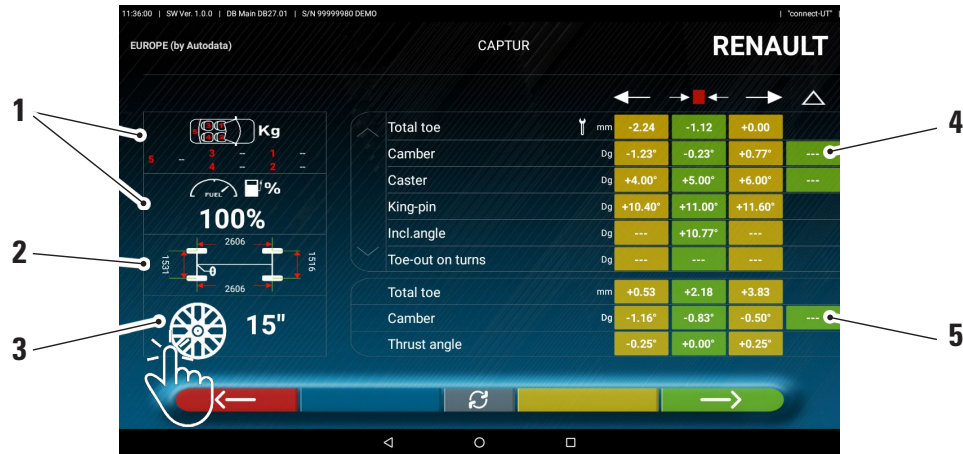 11:36:00 | SW Ver. 1.0.0 | DB Main DB27.01 | S/N 99999980 DEMO | "connect-UT" |
EUROPE (by Autodata) CAPTUR RENAULT
1
Kg
5 -- 3 -- 1 --
4 -- 2 --
FUEL %
100%
2
2606
1531 1516
2606
3
15"
Total toe mm -2.24 -1.12 +0.00
4
Camber Dg -1.23° -0.23° +0.77° ---
Caster Dg +4.00° +5.00° +6.00° ---
King-pin Dg +10.40° +11.00° +11.60°
Incl.angle Dg --- +10.77° ---
Toe-out on turns Dg --- --- ---
Total toe mm +0.53 +2.18 +3.83
Camber Dg -1.16° -0.83° -0.50° ---
5
Thrust angle -0.25° +0.00° +0.25°